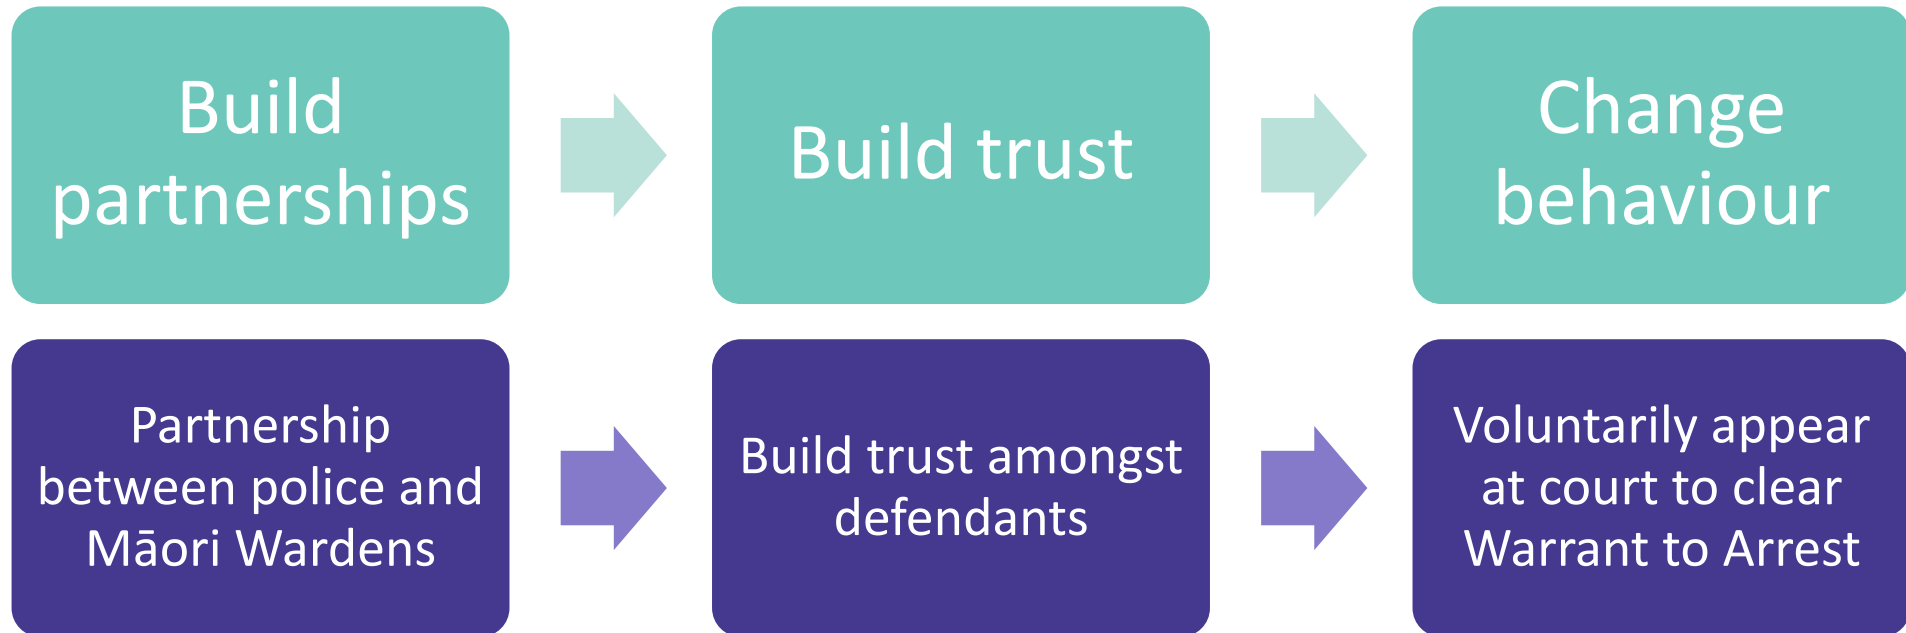 Build
partnerships
Build trust
Change
behaviour
Partnership
between police and
Māori Wardens
Build trust amongst
defendants
Voluntarily appear
at court to clear
Warrant to Arrest